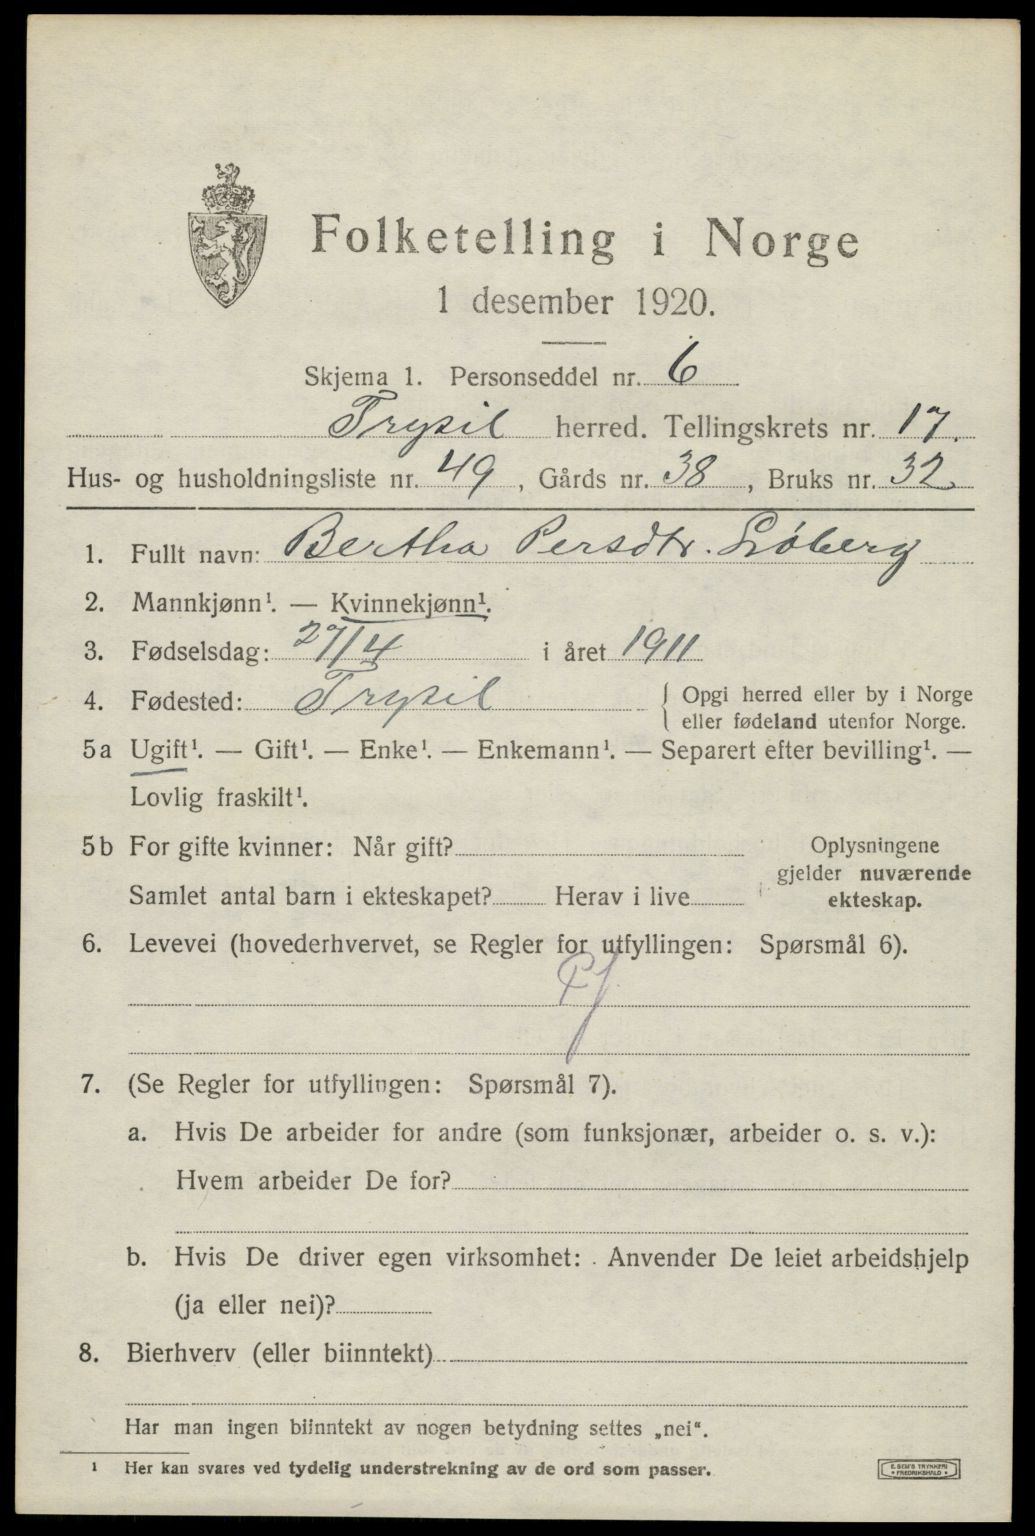 Folketelling i Norge
1 desember 1920.
Skjema 1. Personseddel nr. 6
Trysil herred. Tellingskrets nr. 17.
Hus- og husholdningsliste nr. 49, Gårds nr. 38, Bruks nr. 32
1. Fullt navn: Bertha Persdtr. Løberg
2. Mannkjønn¹. — Kvinnekjønn¹.
3. Fødselsdag: 27/4 i året 1911
4. Fødested: Trysil { Opgi herred eller by i Norge
eller fødeland utenfor Norge.
5a Ugift¹. — Gift¹. — Enke¹. — Enkemann¹. — Separert efter bevilling¹. —
Lovlig fraskilt¹.
5b For gifte kvinner: Når gift?
Samlet antal barn i ekteskapet? Herav i live
Oplysningene
gjelder nuværende
ekteskap.
6. Levevei (hovederhvervet, se Regler for utfyllingen: Spørsmål 6).
7. (Se Regler for utfyllingen: Spørsmål 7).
a. Hvis De arbeider for andre (som funksjonær, arbeider o. s. v.):
Hvem arbeider De for?
b. Hvis De driver egen virksomhet: Anvender De leiet arbeidshjelp
(ja eller nei)?
8. Bierhverv (eller biinntekt)
Har man ingen biinntekt av nogen betydning settes „nei“.
¹ Her kan svares ved tydelig understrekning av de ord som passer.
E. SEM'S TRYKKERI
FREDRIKSHALD